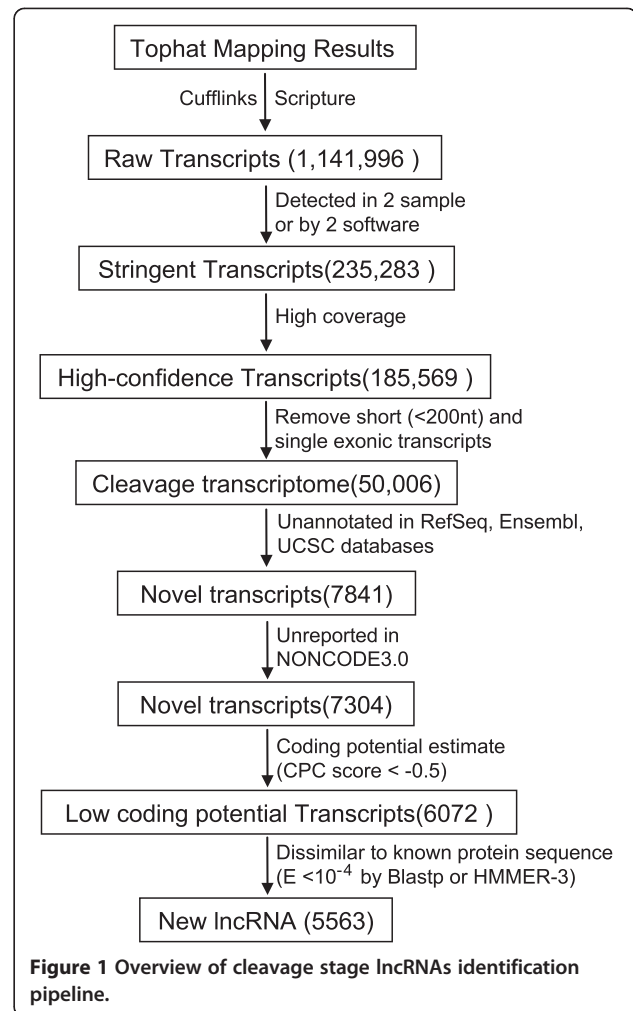 Tophat Mapping Results
Cufflinks Scripture
Raw Transcripts (1,141,996 )
Detected in 2 sample
or by 2 software
Stringent Transcripts(235,283 )
High coverage
High-confidence Transcripts(185,569 )
Remove short (<200nt) and
single exonic transcripts
Cleavage transcriptome(50,006)
Unannotated in RefSeq, Ensembl,
UCSC databases
Novel transcripts(7841)
Unreported in
NONCODE3.0
Novel transcripts(7304)
Coding potential estimate
(CPC score < -0.5)
Low coding potential Transcripts(6072 )
Dissimilar to known protein sequence
(E <10⁻⁴ by Blastp or HMMER-3)
New lncRNA (5563)
Figure 1 Overview of cleavage stage lncRNAs identification
pipeline.